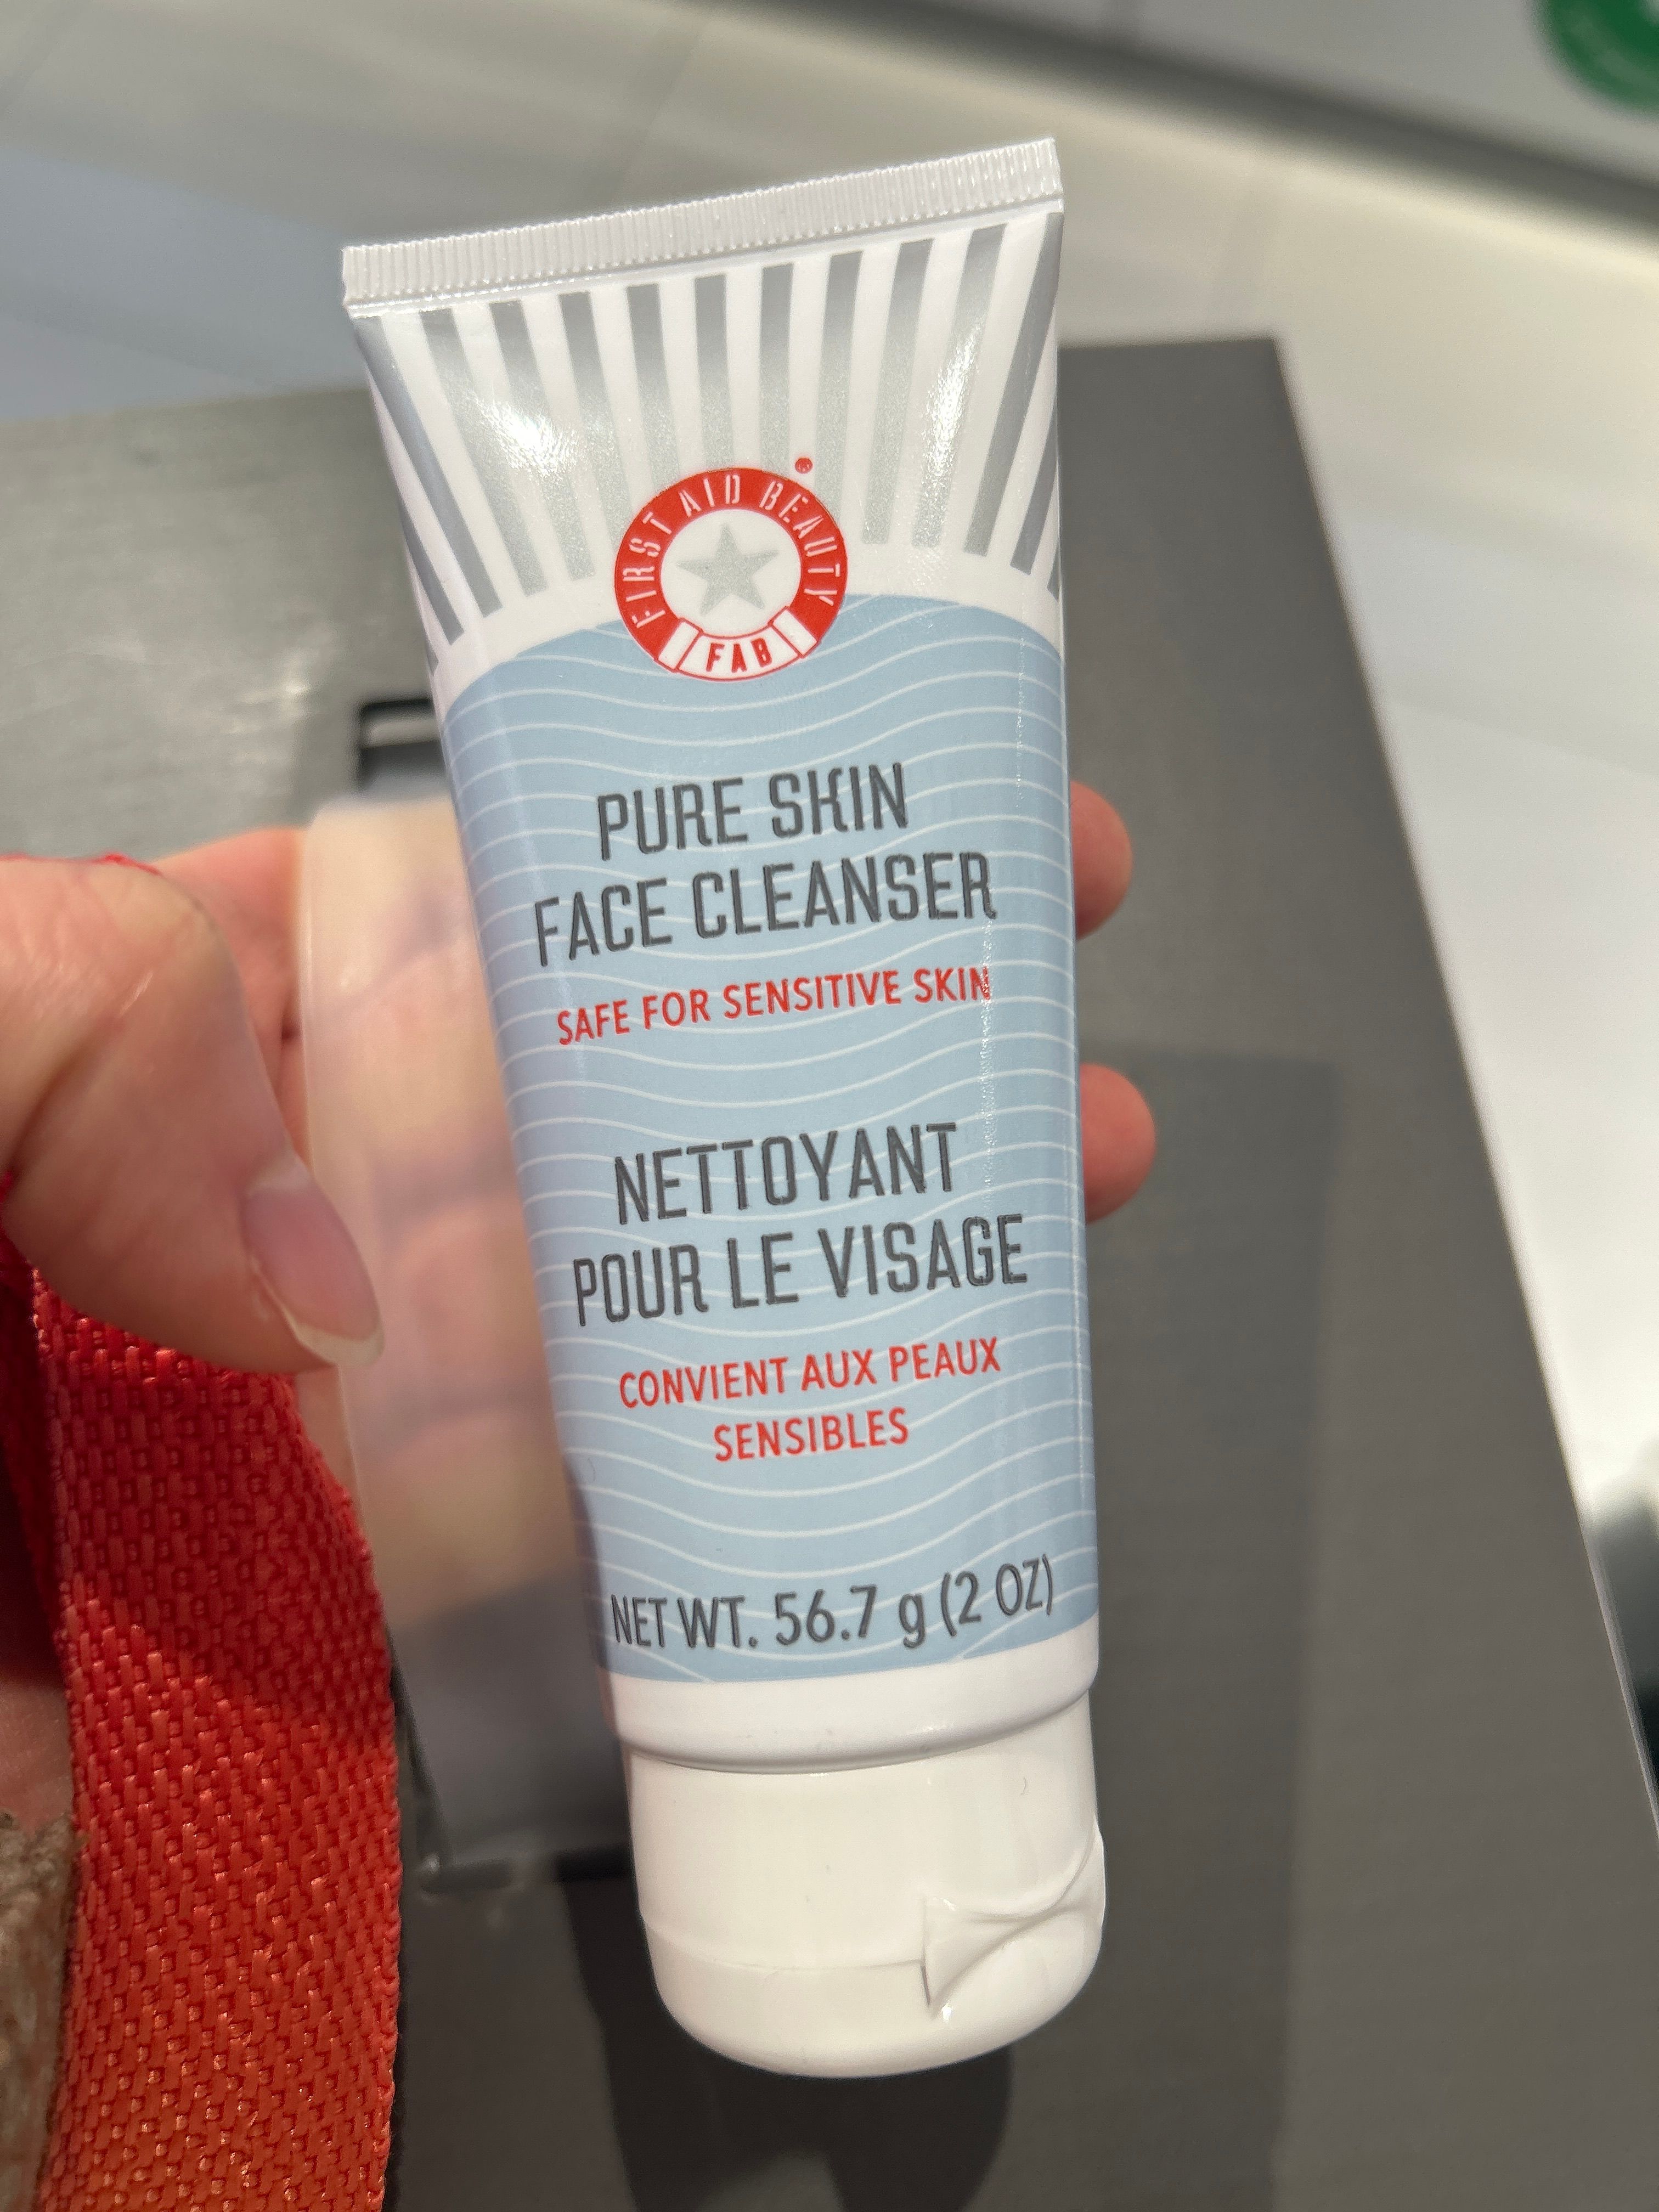 FIRST AID BEAUTY
FAB
PURE SKIN
FACE CLEANSER
SAFE FOR SENSITIVE SKIN
NETTOYANT
POUR LE VISAGE
CONVIENT AUX PEAUX
SENSIBLES
NET WT. 56.7 g (2 OZ)